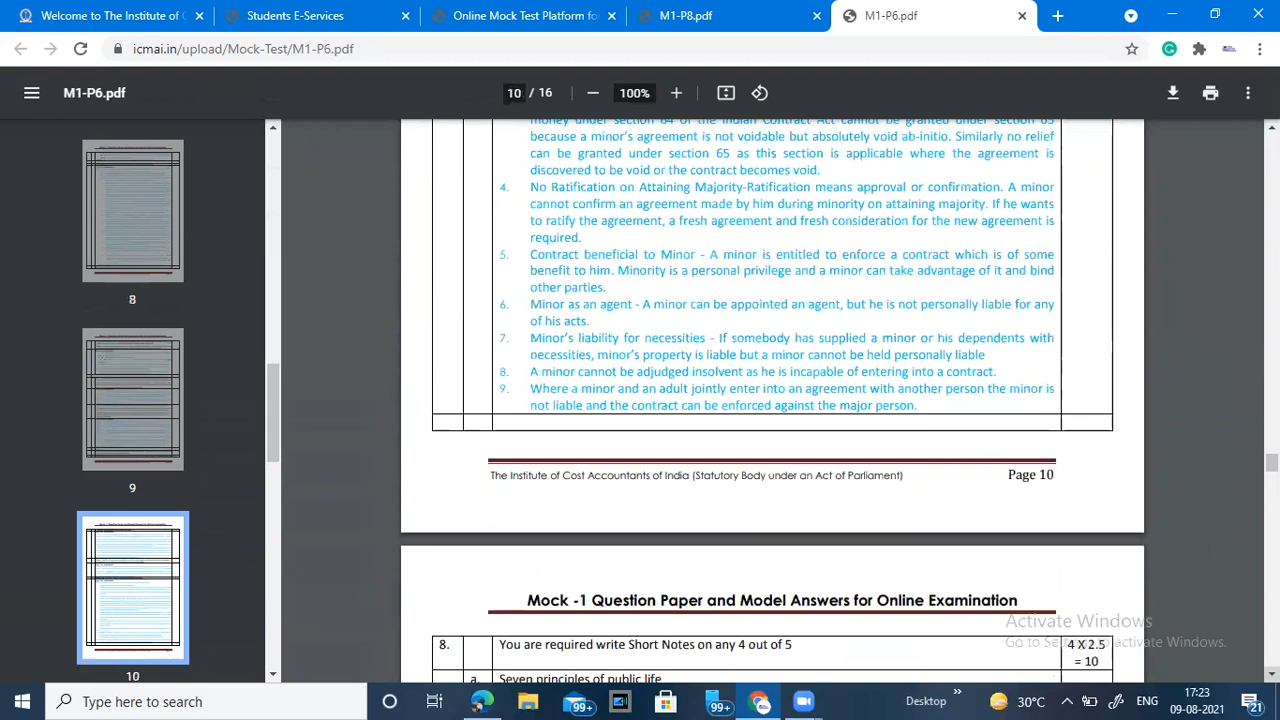 Welcome to The Institute of C
Students E-Services
Online Mock Test Platform for
M1-P8.pdf
M1-P6.pdf
icmai.in/upload/Mock-Test/M1-P6.pdf
M1-P6.pdf
10 / 16
100%
8
9
10
money under section 64 of the Indian Contract Act cannot be granted under section 65
because a minor's agreement is not voidable but absolutely void ab-initio. Similarly no relief
can be granted under section 65 as this section is applicable where the agreement is
discovered to be void or the contract becomes void.
4. No Ratification on Attaining Majority-Ratification means approval or confirmation. A minor
cannot confirm an agreement made by him during minority on attaining majority. If he wants
to ratify the agreement, a fresh agreement and fresh consideration for the new agreement is
required.
5. Contract beneficial to Minor - A minor is entitled to enforce a contract which is of some
benefit to him. Minority is a personal privilege and a minor can take advantage of it and bind
other parties.
6. Minor as an agent - A minor can be appointed an agent, but he is not personally liable for any
of his acts.
7. Minor's liability for necessities - If somebody has supplied a minor or his dependents with
necessities, minor's property is liable but a minor cannot be held personally liable
8. A minor cannot be adjudged insolvent as he is incapable of entering into a contract.
9. Where a minor and an adult jointly enter into an agreement with another person the minor is
not liable and the contract can be enforced against the major person.
The Institute of Cost Accountants of India (Statutory Body under an Act of Parliament) Page 10
Mock -1 Question Paper and Model Answers for Online Examination
8. You are required write Short Notes on any 4 out of 5 4 X 2.5
= 10
a. Seven principles of public life
Activate Windows
Go to Settings to activate Windows.
Type here to search
99+
99+
Desktop
30°C
ENG
17:23
09-08-2021
21